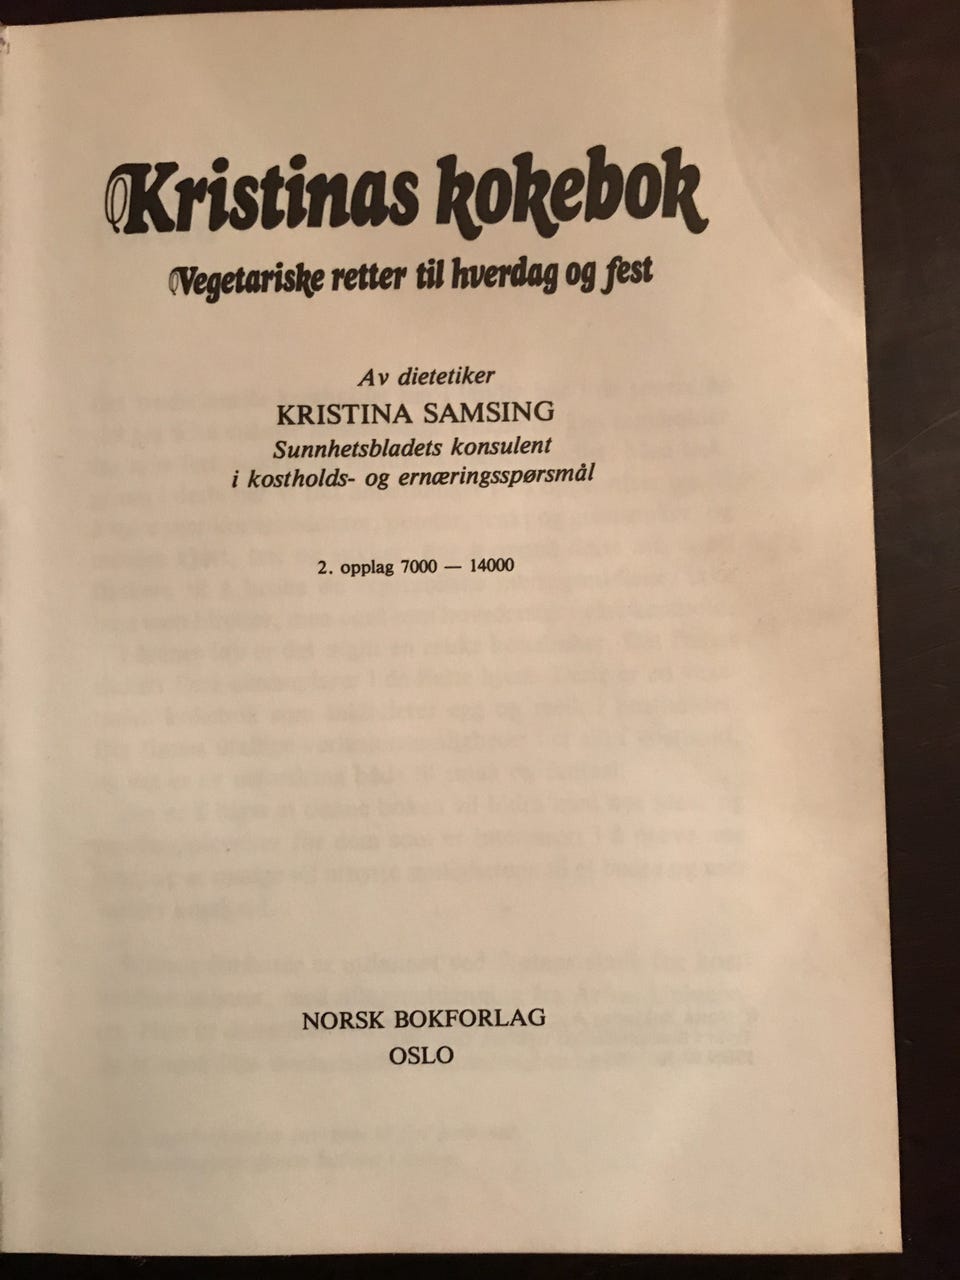 Kristinas kokebok
Vegetariske retter til hverdag og fest
Av dietetiker
KRISTINA SAMSING
Sunnhetsbladets konsulent
i kostholds- og ernæringsspørsmål
2. opplag 7000 — 14000
NORSK BOKFORLAG
OSLO